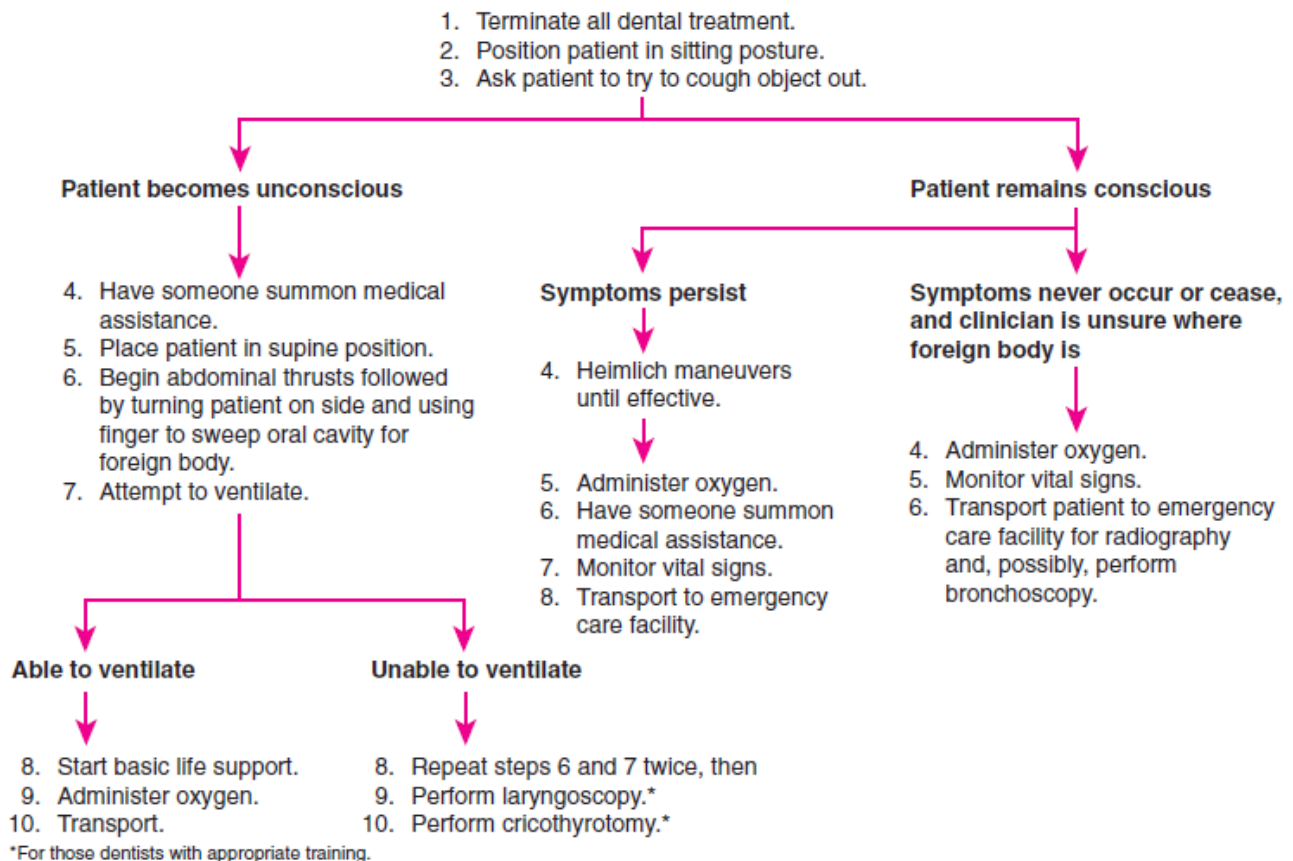 1. Terminate all dental treatment.
2. Position patient in sitting posture.
3. Ask patient to try to cough object out.
Patient becomes unconscious
4. Have someone summon medical
assistance.
5. Place patient in supine position.
6. Begin abdominal thrusts followed
by turning patient on side and using
finger to sweep oral cavity for
foreign body.
7. Attempt to ventilate.
Able to ventilate
8. Start basic life support.
9. Administer oxygen.
10. Transport.
Unable to ventilate
8. Repeat steps 6 and 7 twice, then
9. Perform laryngoscopy.*
10. Perform cricothyrotomy.*
Patient remains conscious
Symptoms persist
4. Heimlich maneuvers
until effective.
5. Administer oxygen.
6. Have someone summon
medical assistance.
7. Monitor vital signs.
8. Transport to emergency
care facility.
Symptoms never occur or cease,
and clinician is unsure where
foreign body is
4. Administer oxygen.
5. Monitor vital signs.
6. Transport patient to emergency
care facility for radiography
and, possibly, perform
bronchoscopy.
*For those dentists with appropriate training.